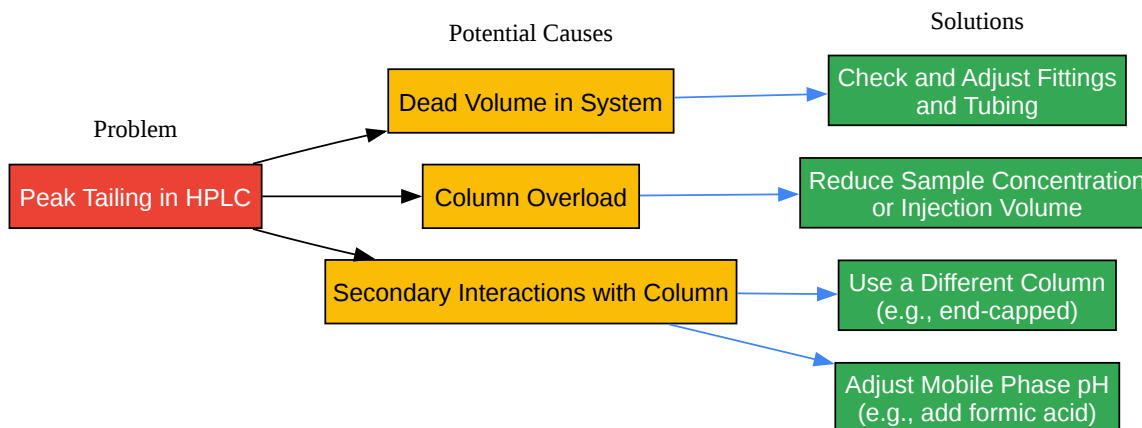 Problem
Peak Tailing in HPLC
Potential Causes
Dead Volume in System
Column Overload
Secondary Interactions with Column
Solutions
Check and Adjust Fittings
and Tubing
Reduce Sample Concentration
or Injection Volume
Use a Different Column
(e.g., end-capped)
Adjust Mobile Phase pH
(e.g., add formic acid)